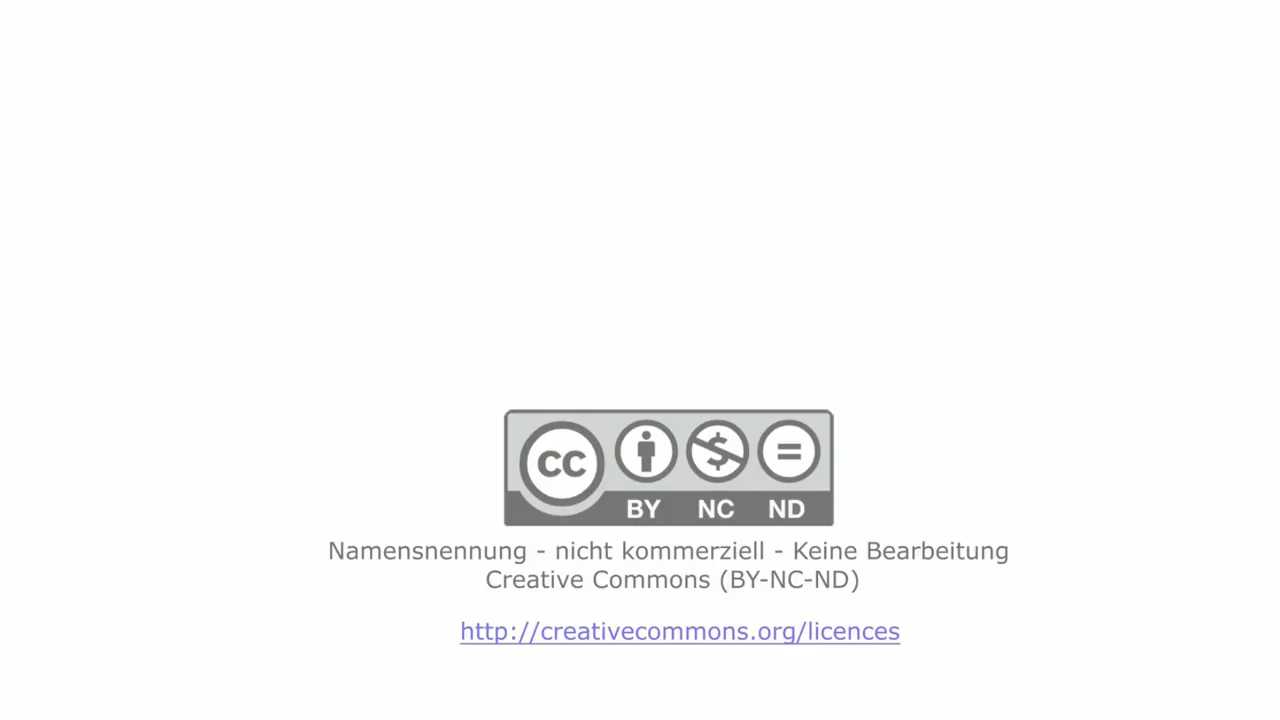 CC
BY NC ND
Namensnennung - nicht kommerziell - Keine Bearbeitung
Creative Commons (BY-NC-ND)
http://creativecommons.org/licences